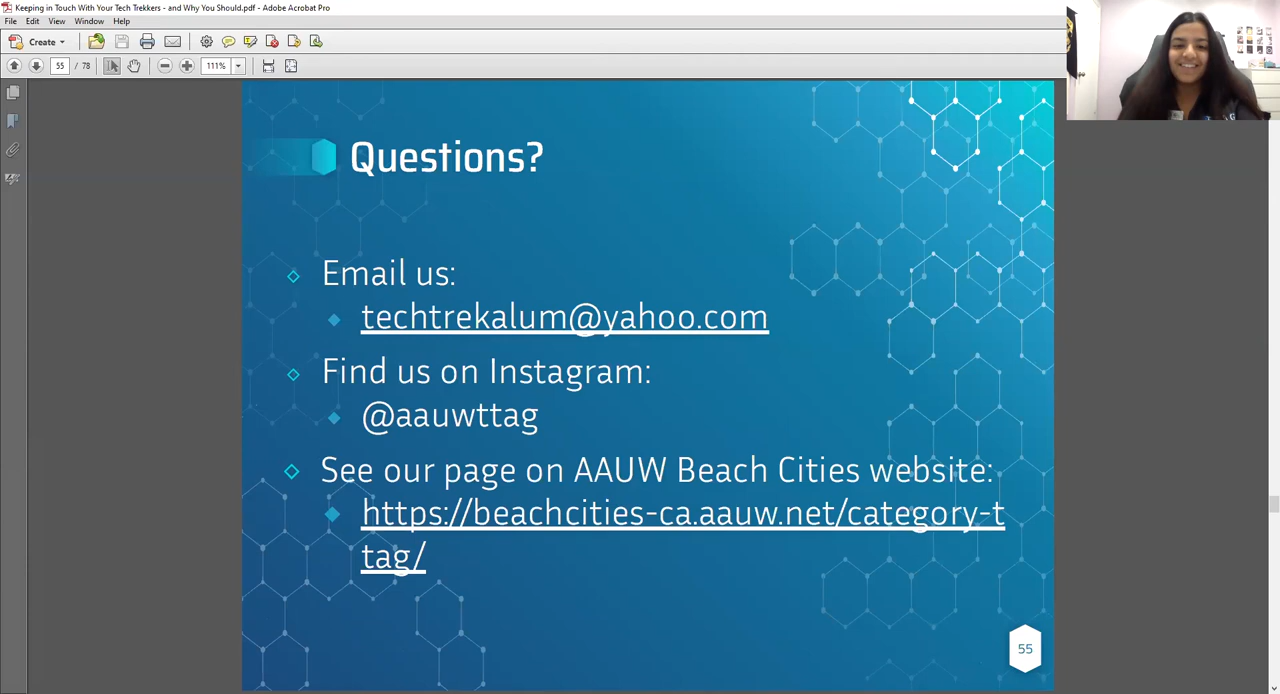 Keeping in Touch With Your Tech Trekkers - and Why You Should.pdf - Adobe Acrobat Pro
File Edit View Window Help
Create
55 / 78 111%
Questions?
Email us:
techtrekalum@yahoo.com
Find us on Instagram:
@aauwttag
See our page on AAUW Beach Cities website:
https://beachcities-ca.aauw.net/category-t
tag/
55